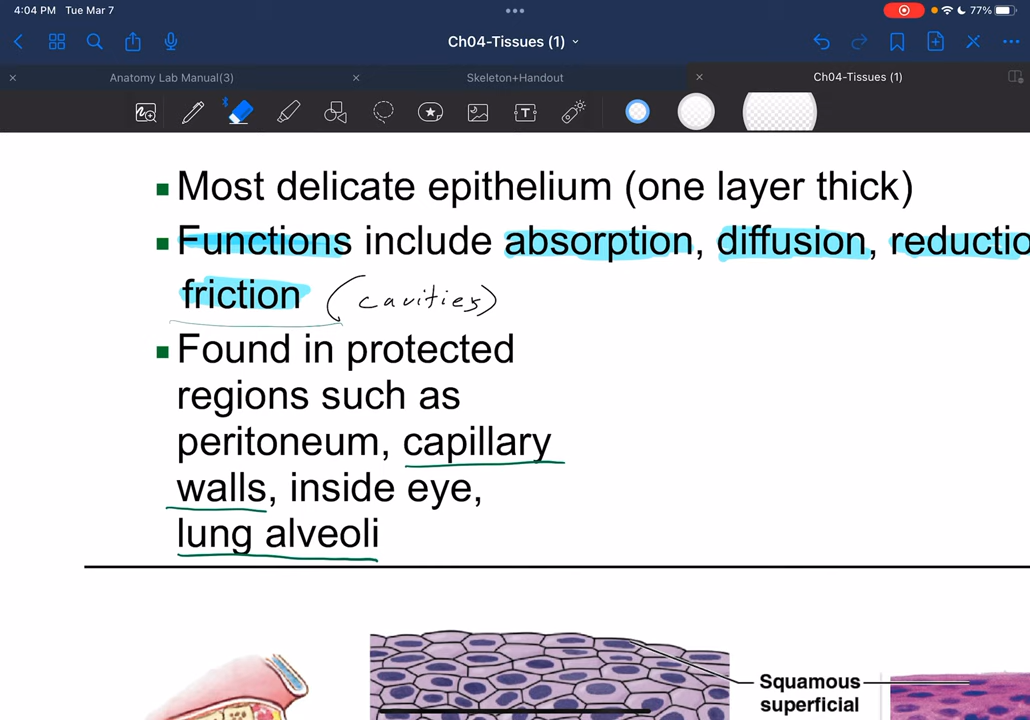 4:04 PM Tue Mar 7
77%
Ch04-Tissues (1)
Anatomy Lab Manual(3)
Skeleton+Handout
Ch04-Tissues (1)
Most delicate epithelium (one layer thick)
Functions include absorption, diffusion, reductio
friction (cavities)
Found in protected
regions such as
peritoneum, capillary
walls, inside eye,
lung alveoli
Squamous
superficial